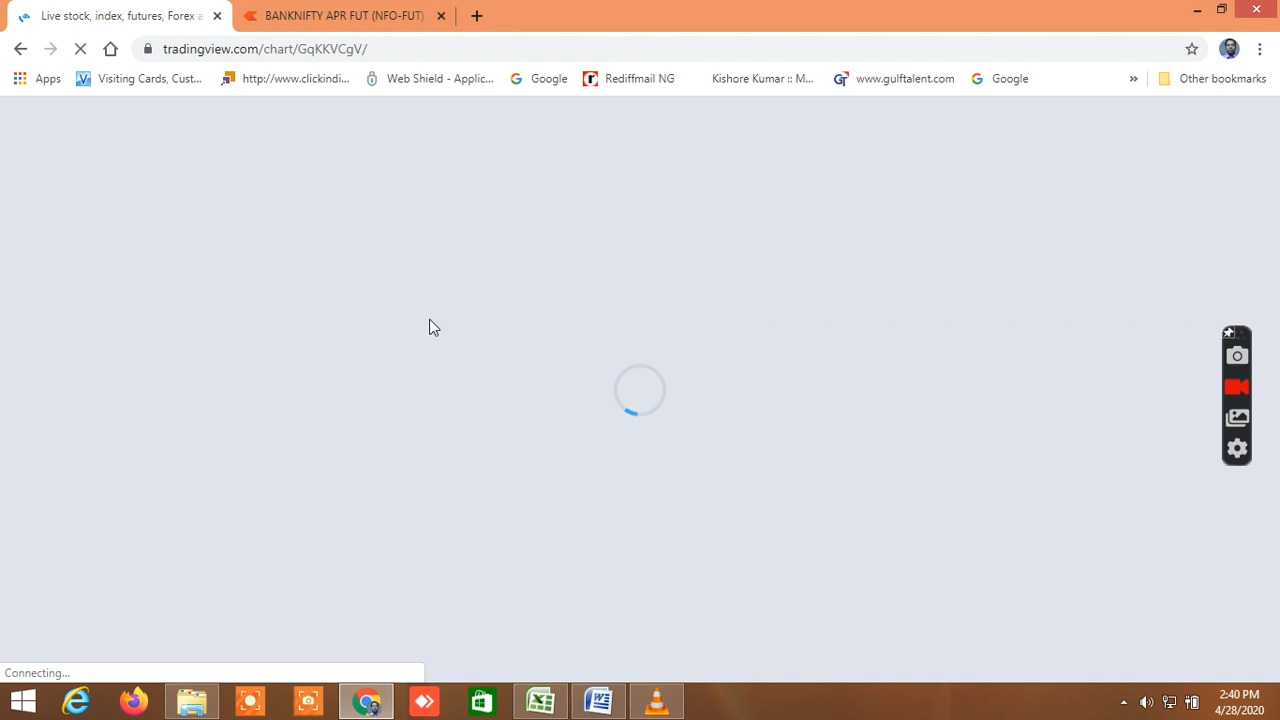 Live stock, index, futures, Forex a
BANKNIFTY APR FUT (NFO-FUT)
tradingview.com/chart/GqKKVCgV/
Apps
Visiting Cards, Cust...
http://www.clickindi...
Web Shield - Applic...
Google
Rediffmail NG
Kishore Kumar :: M...
GT www.gulftalent.com
Google
»
Other bookmarks
Connecting...
2:40 PM
4/28/2020